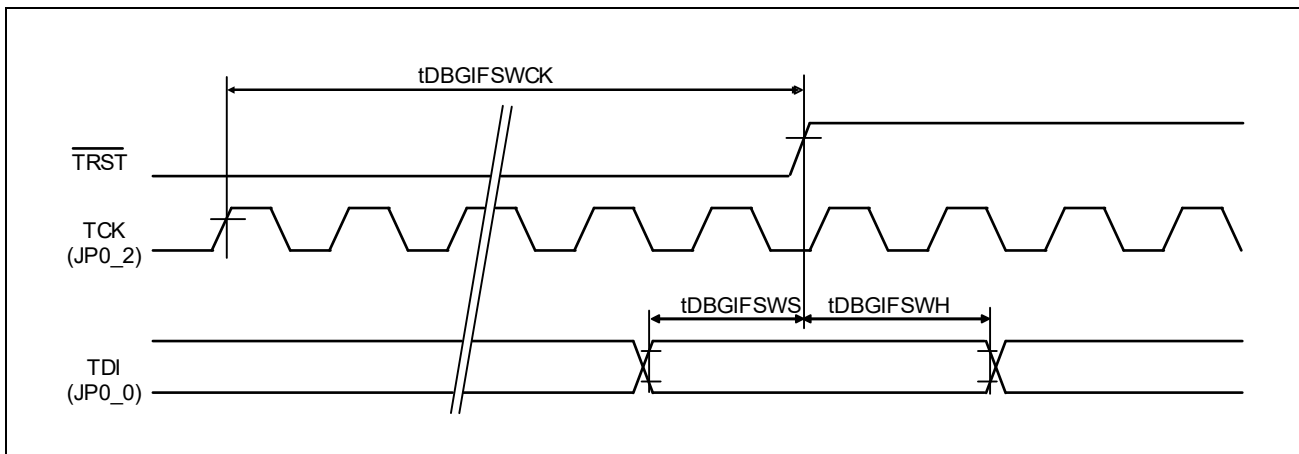 tDBGIFSWCK
TRST
TCK
(JP0_2)
tDBGIFSWS
tDBGIFSWH
TDI
(JP0_0)